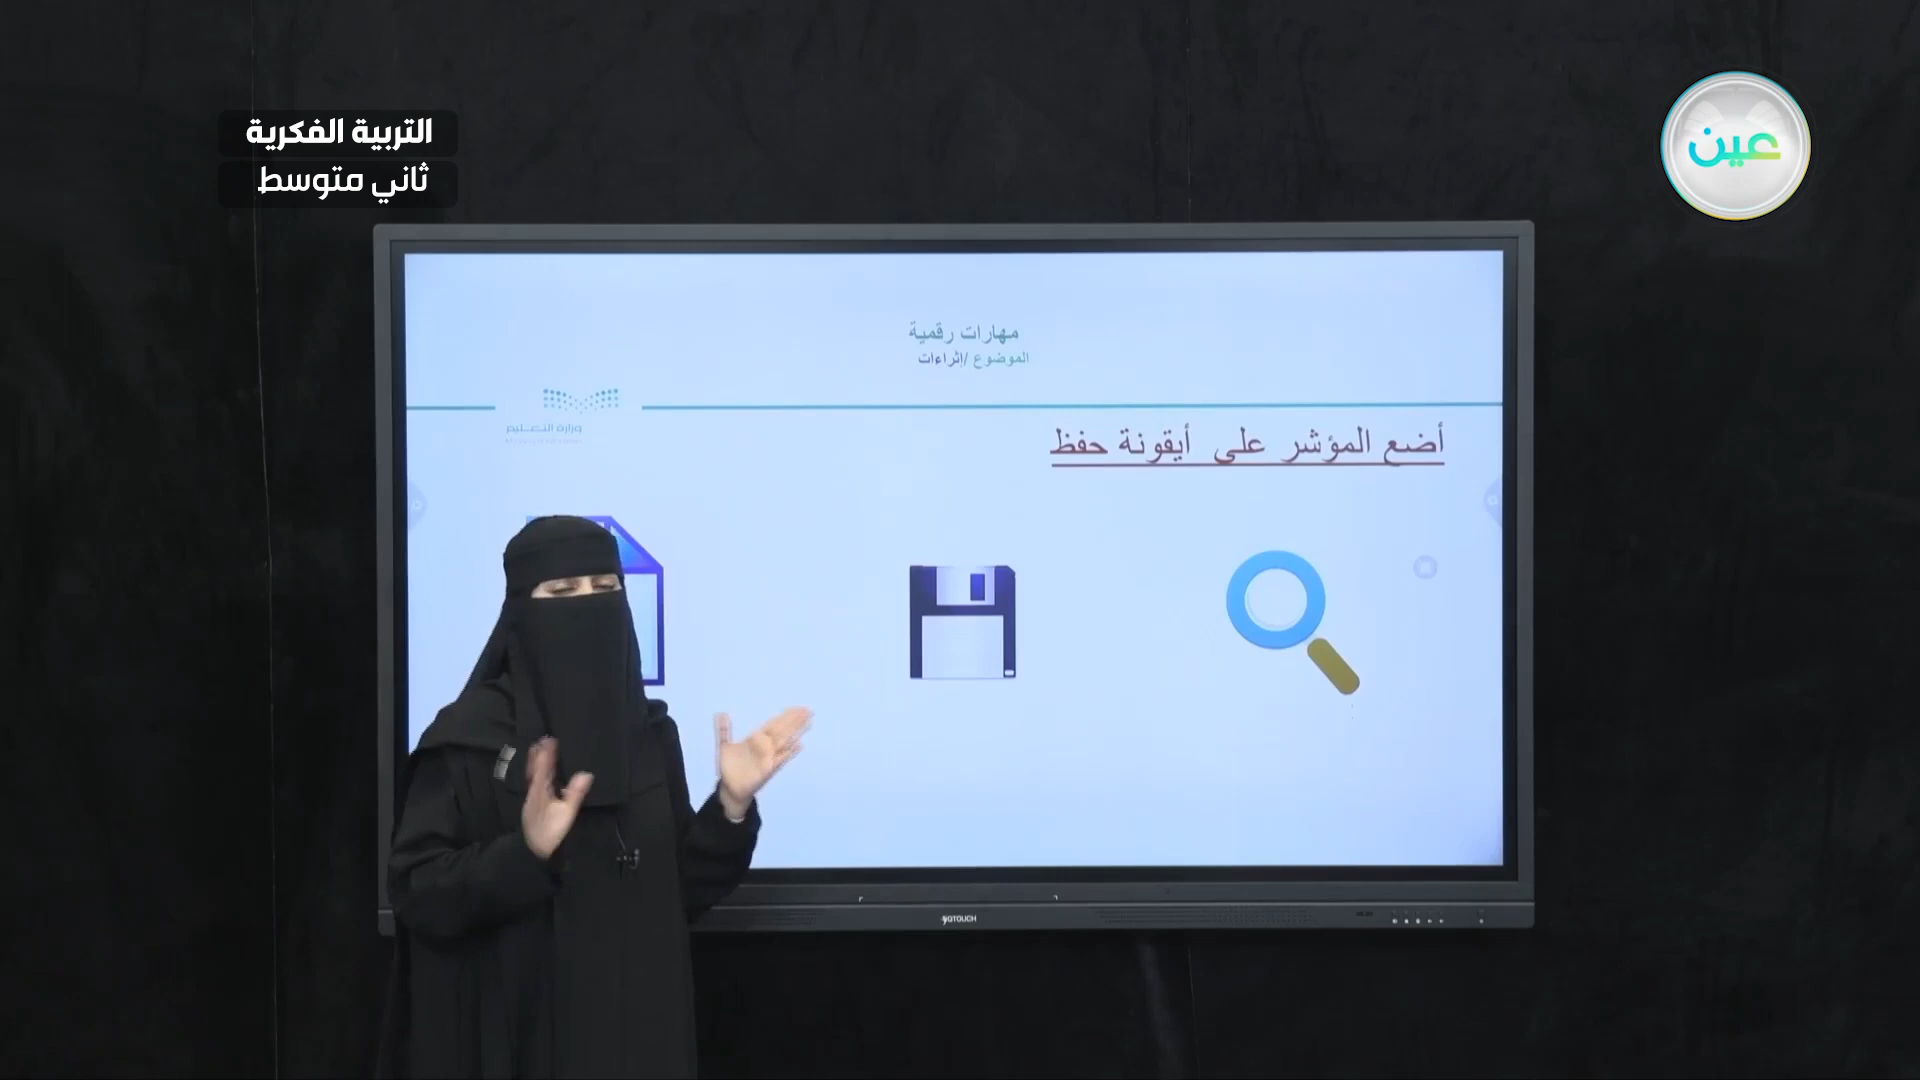 التربية الفكرية
ثاني متوسط
عين
مهارات رقمية
الموضوع /إثراءات
وزارة التعليم
أضع المؤشر على أيقونة حفظ